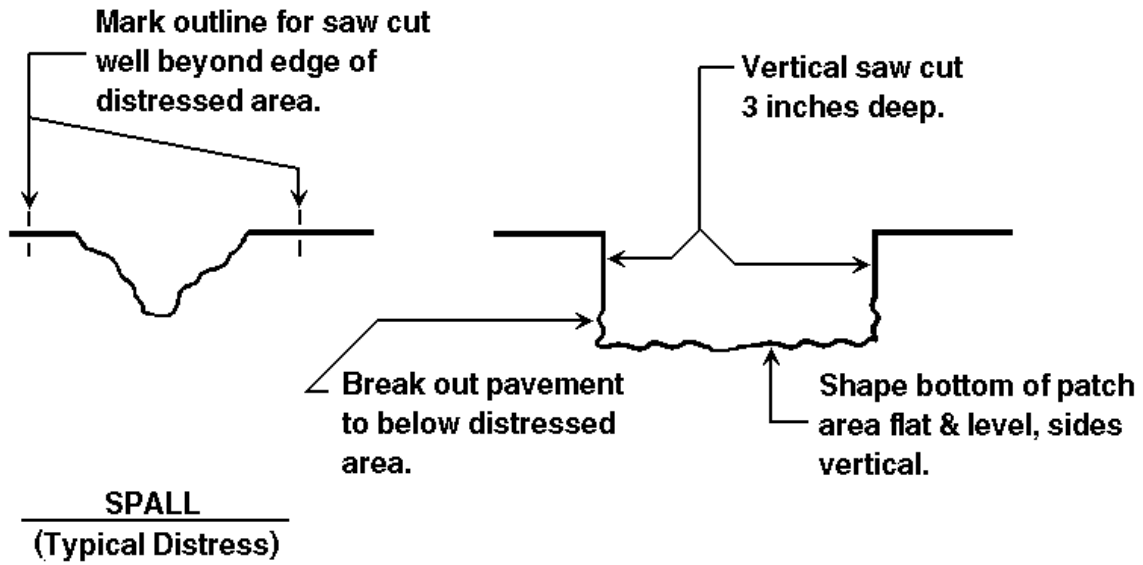 Mark outline for saw cut
well beyond edge of
distressed area.
Vertical saw cut
3 inches deep.
Break out pavement
to below distressed
area.
Shape bottom of patch
area flat & level, sides
vertical.
SPALL
(Typical Distress)